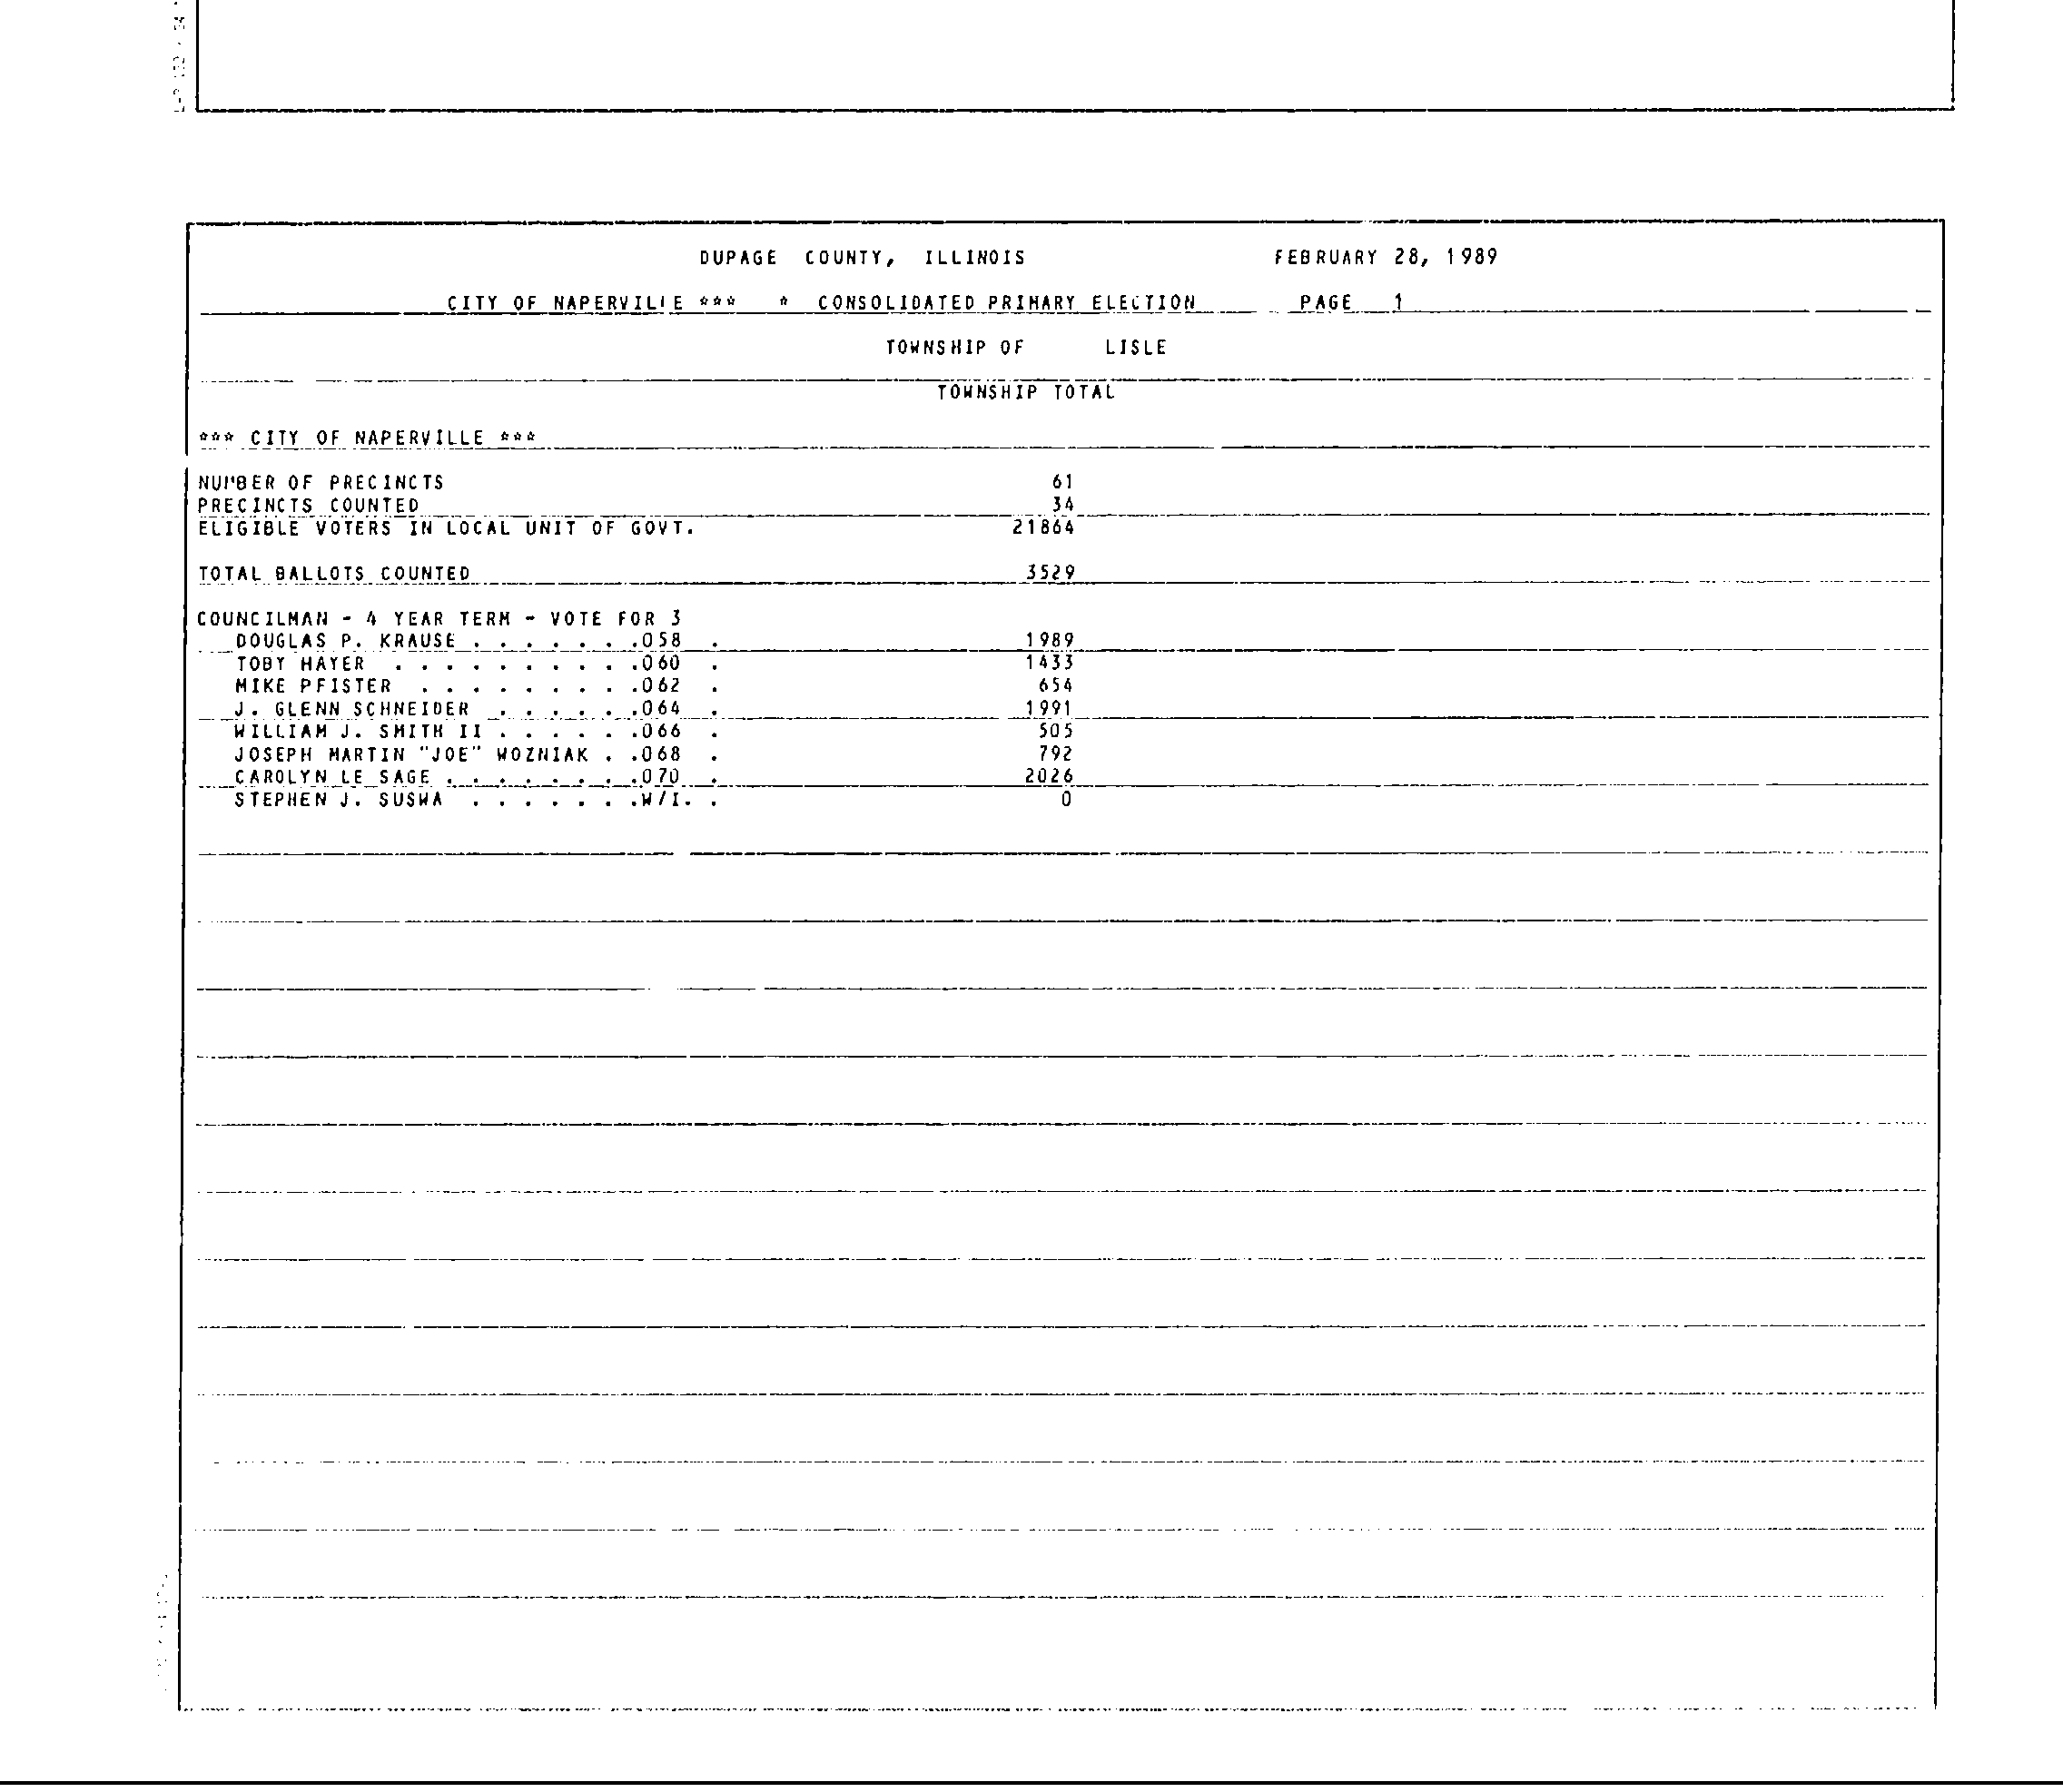 DUPAGE COUNTY, ILLINOIS FEBRUARY 28, 1989
CITY OF NAPERVILLE *** * CONSOLIDATED PRIMARY ELECTION PAGE 1
TOWNSHIP OF LISLE
TOWNSHIP TOTAL
*** CITY OF NAPERVILLE ***
NUMBER OF PRECINCTS 61
PRECINCTS COUNTED 34
ELIGIBLE VOTERS IN LOCAL UNIT OF GOVT. 21864
TOTAL BALLOTS COUNTED 3529
COUNCILMAN - 4 YEAR TERM - VOTE FOR 3
DOUGLAS P. KRAUSE . . . . . . .058 . 1989
TOBY HAYER . . . . . . . . . .060 . 1433
MIKE PFISTER . . . . . . . . .062 . 654
J. GLENN SCHNEIDER . . . . . .064 . 1991
WILLIAM J. SMITH II . . . . . .066 . 505
JOSEPH MARTIN "JOE" WOZNIAK . .068 . 792
CAROLYN LE SAGE . . . . . . . .070 . 2026
STEPHEN J. SUSWA . . . . . . .W/I. . 0